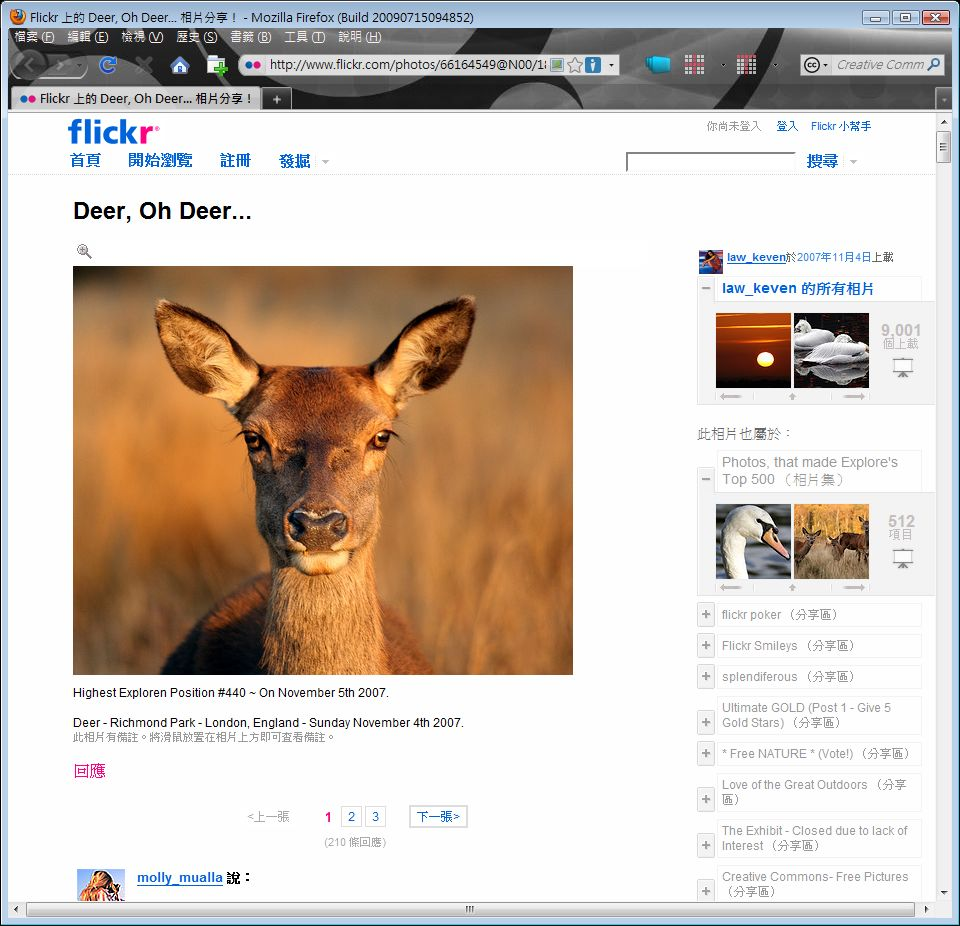 Flickr 上的 Deer, Oh Deer... 相片分享！ - Mozilla Firefox (Build 20090715094852)
檔案 (F) 編輯 (E) 檢視 (V) 歷史 (S) 書籤 (B) 工具 (T) 說明 (H)
http://www.flickr.com/photos/66164549@N00/18
cc Creative Comm
Flickr 上的 Deer, Oh Deer... 相片分享！
flickr
你尚未登入 登入 Flickr 小幫手
首頁 開始瀏覽 註冊 發掘 搜尋
Deer, Oh Deer...
law_keven於2007年11月4日上載
law_keven 的所有相片
9,001
個上載
此相片也屬於：
Photos, that made Explore's
Top 500 （相片集）
512
項目
flickr poker （分享區）
Flickr Smileys （分享區）
splendiferous （分享區）
Ultimate GOLD (Post 1 - Give 5
Gold Stars) （分享區）
* Free NATURE * (Vote!) （分享區）
Love of the Great Outdoors （分享
區）
The Exhibit - Closed due to lack of
Interest （分享區）
Creative Commons- Free Pictures
（分享區）
Highest Exploren Position #440 ~ On November 5th 2007.
Deer - Richmond Park - London, England - Sunday November 4th 2007.
此相片有備註。將滑鼠放置在相片上方即可查看備註。
回應
<上一張 1 2 3 下一張>
(210 條回應)
molly_mualla 說：